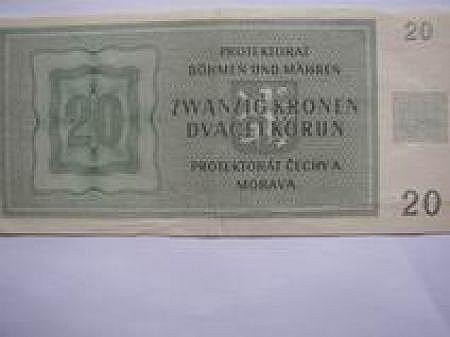 PROTEKTORAT
BÖHMEN UND MÄHREN
ZWANZIG KRONEN
DVACET KORUN
PROTEKTORÁT ČECHY A
MORAVA
20
20
20